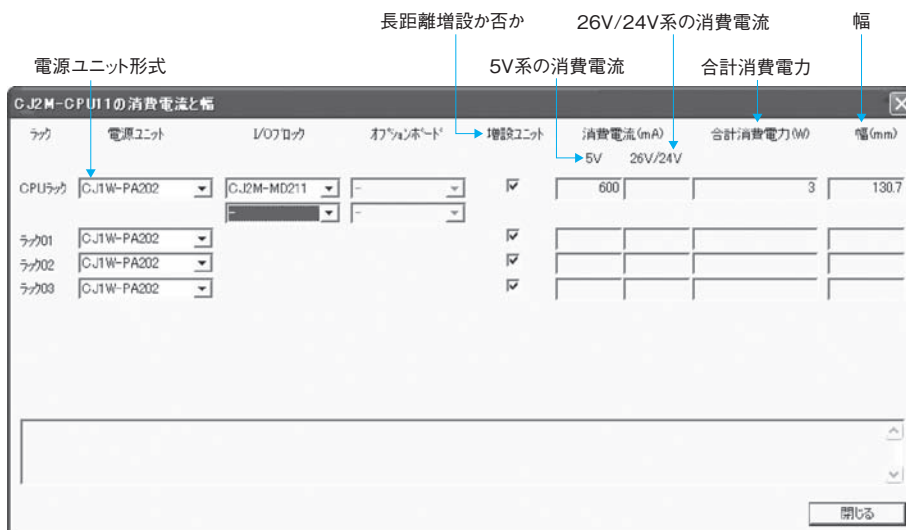 長距離増設か否か
26V/24V系の消費電流
幅
電源ユニット形式
5V系の消費電流
合計消費電力
CJ2M-CPU11の消費電流と幅
ラック 電源ユニット I/Oブロック オプションボード 増設ユニット 消費電流(mA) 合計消費電力(W) 幅(mm)
5V 26V/24V
CPUラック CJ1W-PA202 CJ2M-MD211 - 600 3 130.7
- -
ラック01 CJ1W-PA202
ラック02 CJ1W-PA202
ラック03 CJ1W-PA202
閉じる